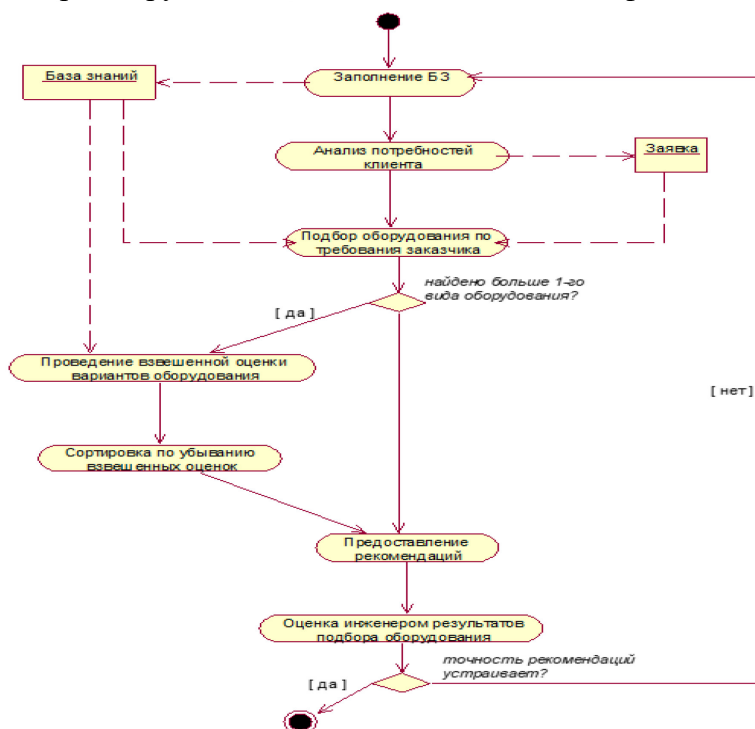 База знаний
Заполнение БЗ
Анализ потребностей
клиента
Заявка
Подбор оборудования по
требования заказчика
найдено больше 1-го
вида оборудования?
[ да ]
Проведение взвешенной оценки
вариантов оборудования
[ нет ]
Сортировка по убыванию
взвешенных оценок
Предоставление
рекомендаций
Оценка инженером результатов
подбора оборудования
точность рекомендаций
устраивает?
[ да ]